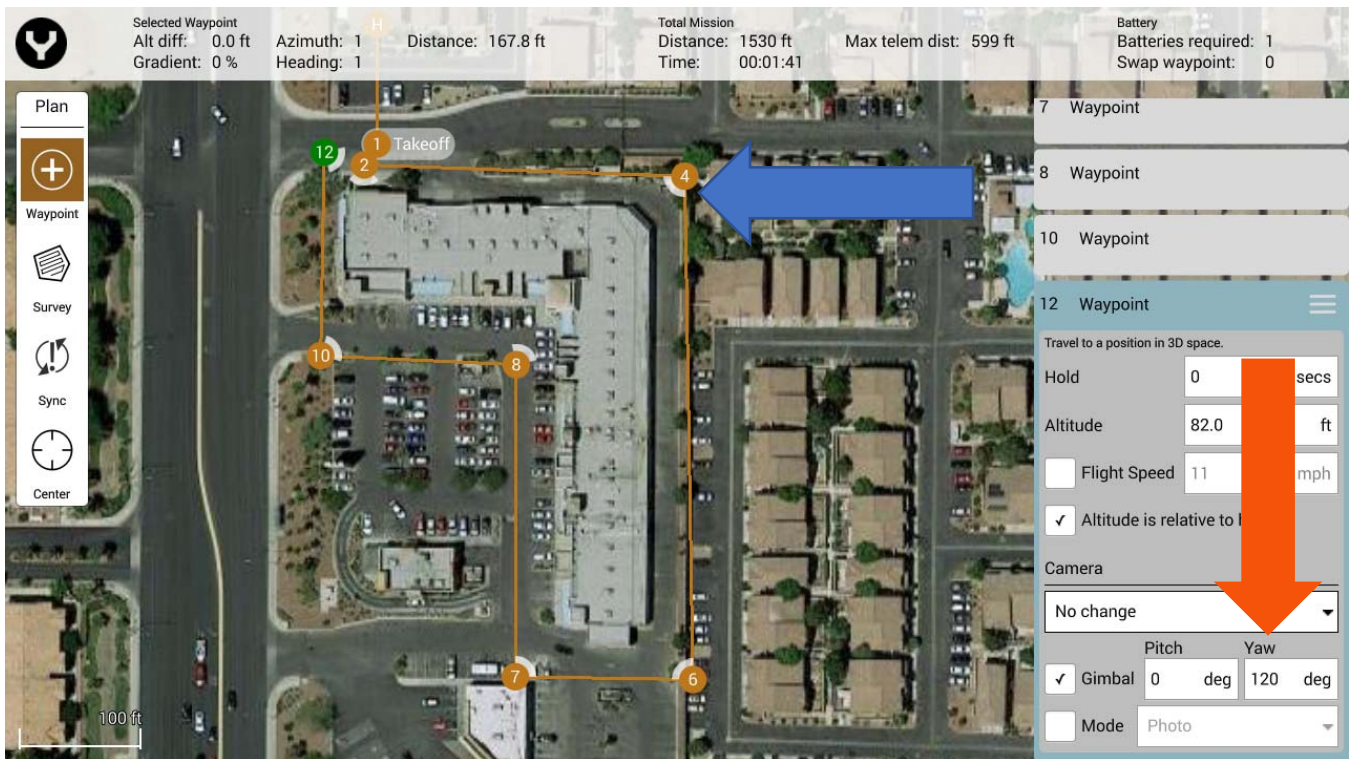 Selected Waypoint
Alt diff: 0.0 ft Azimuth: 1 Distance: 167.8 ft
Gradient: 0 % Heading: 1
Total Mission
Distance: 1530 ft Max telem dist: 599 ft
Time: 00:01:41
Battery
Batteries required: 1
Swap waypoint: 0
H
Plan
Waypoint
Survey
Sync
Center
1 Takeoff
12
2
4
10
8
7
6
100 ft
7 Waypoint
8 Waypoint
10 Waypoint
12 Waypoint
Travel to a position in 3D space.
Hold 0 secs
Altitude 82.0 ft
Flight Speed 11 mph
Altitude is relative to
Camera
No change
Pitch Yaw
Gimbal 0 deg 120 deg
Mode Photo